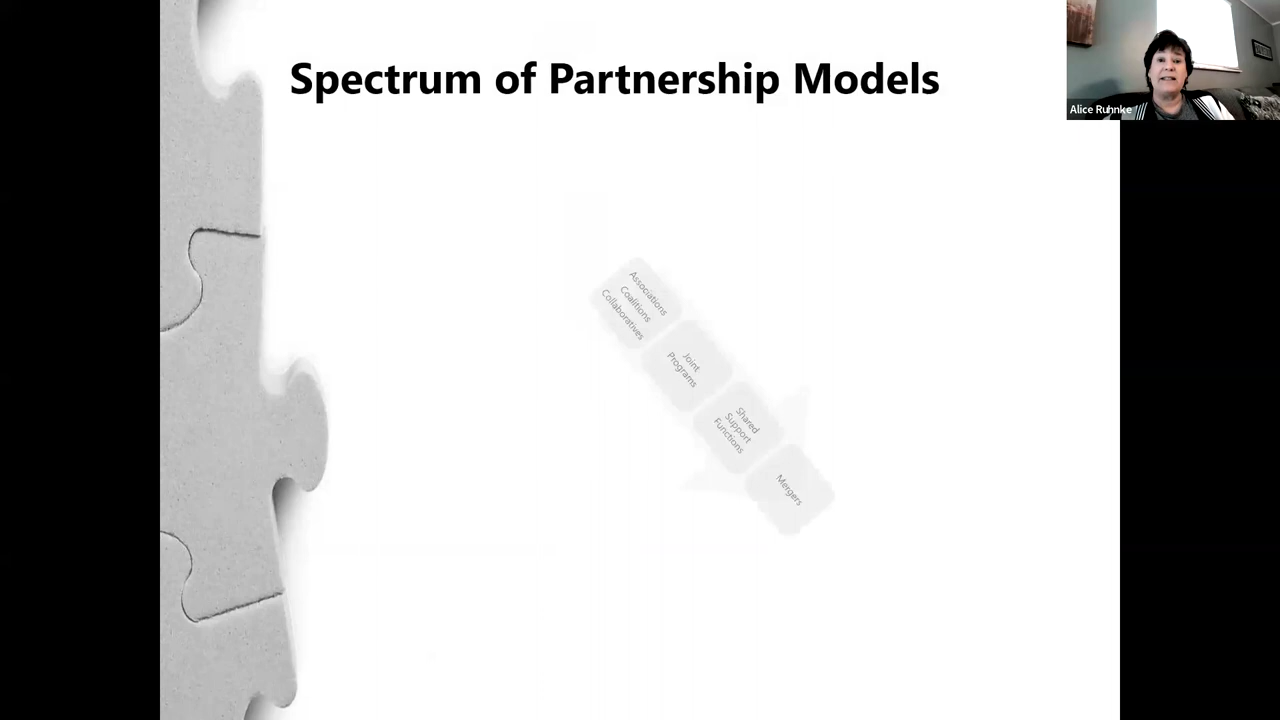 Spectrum of Partnership Models
Alice Ruhnke
Associations
Coalitions
Collaboratives
Joint
Programs
Shared
Support
Functions
Mergers